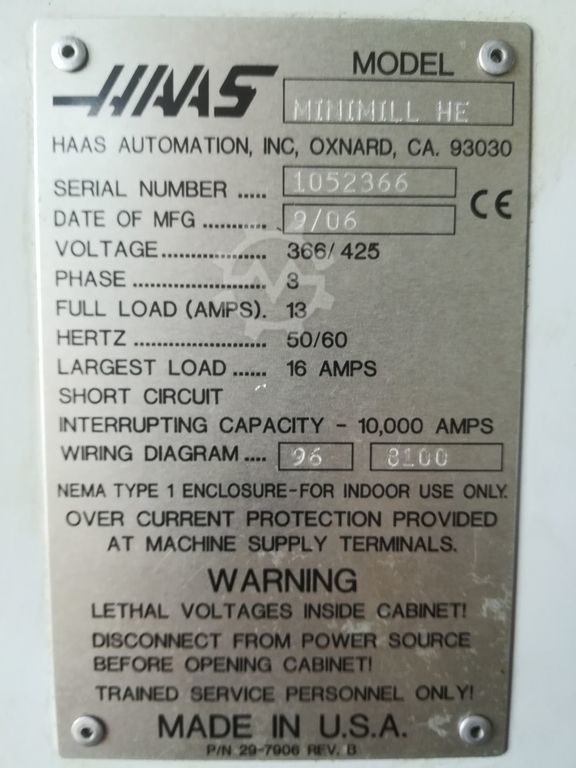 HAAS
MODEL
MINIMILL HE
HAAS AUTOMATION, INC, OXNARD, CA. 93030
SERIAL NUMBER ..... 1052366
CE
DATE OF MFG ........... 9/06
VOLTAGE................... 366/425
PHASE ........................ 3
FULL LOAD (AMPS). 13
HERTZ ........................ 50/60
LARGEST LOAD ...... 16 AMPS
SHORT CIRCUIT
INTERRUPTING CAPACITY - 10,000 AMPS
WIRING DIAGRAM .... 96 8100
NEMA TYPE 1 ENCLOSURE-FOR INDOOR USE ONLY.
OVER CURRENT PROTECTION PROVIDED
AT MACHINE SUPPLY TERMINALS.
WARNING
LETHAL VOLTAGES INSIDE CABINET!
DISCONNECT FROM POWER SOURCE
BEFORE OPENING CABINET!
TRAINED SERVICE PERSONNEL ONLY!
MADE IN U.S.A.
P/N 29-7906 REV. B